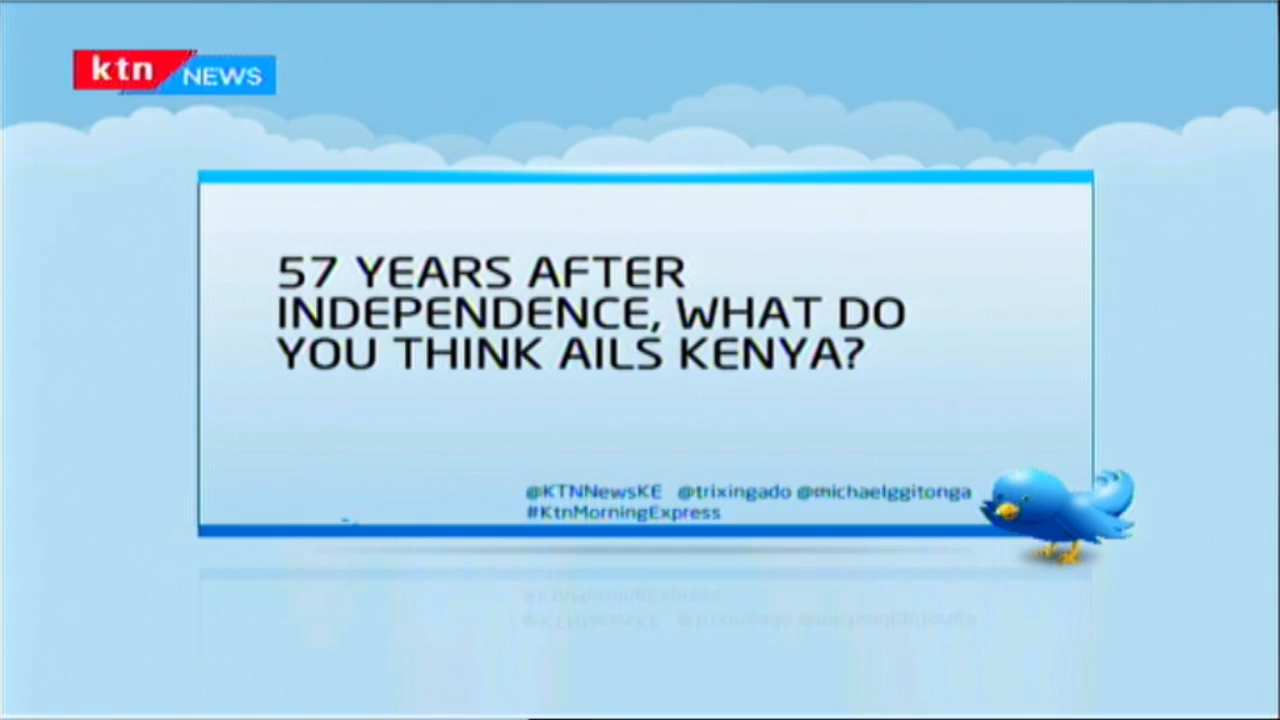 ktn NEWS
57 YEARS AFTER
INDEPENDENCE, WHAT DO
YOU THINK AILS KENYA?
@KTNNewsKE @trixingado @michaelggitonga
#KtnMorningExpress